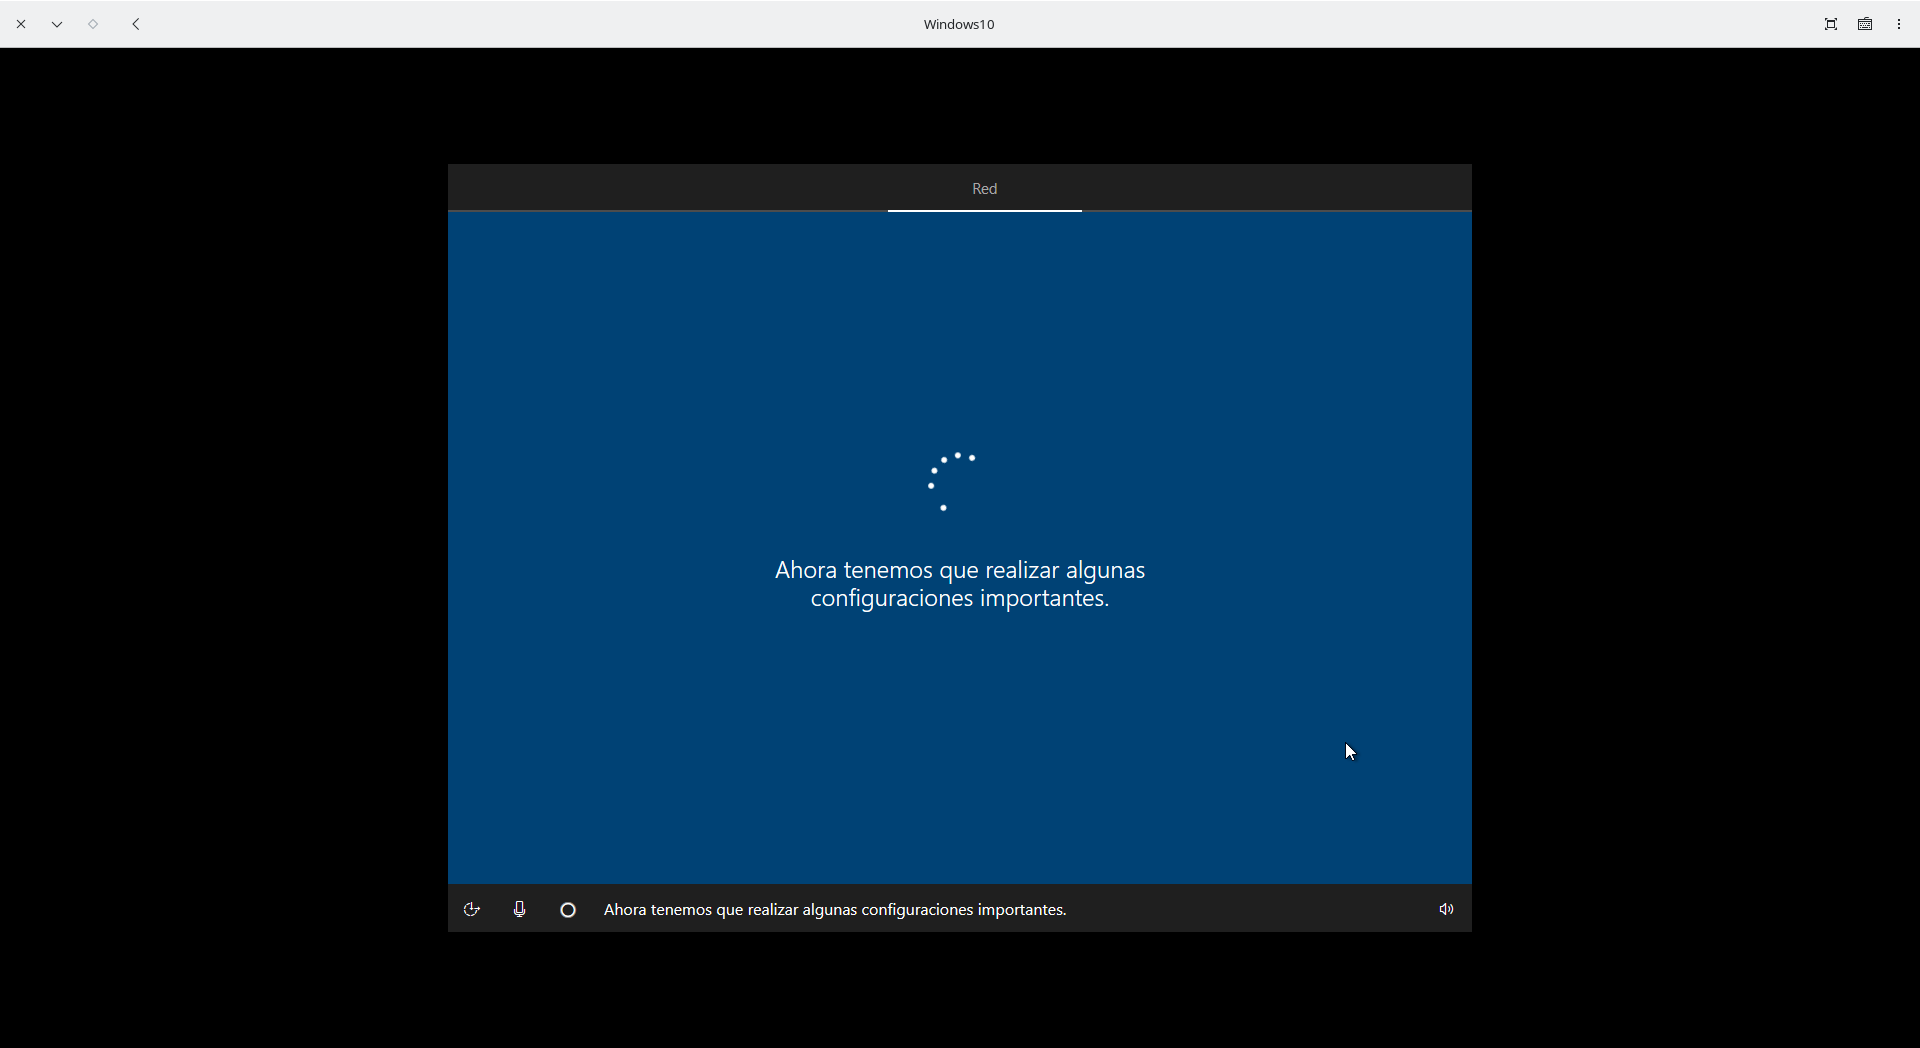 Windows10
Red
Ahora tenemos que realizar algunas
configuraciones importantes.
Ahora tenemos que realizar algunas configuraciones importantes.